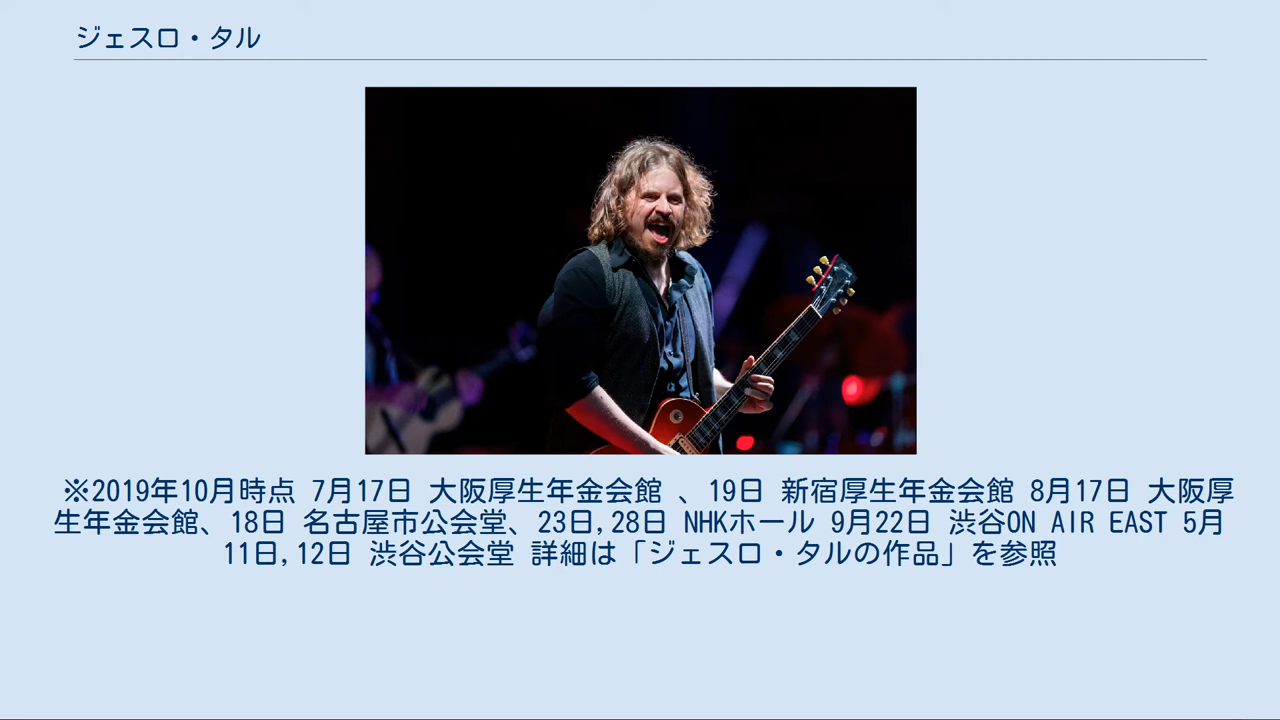 ジェスロ・タル
※2019年10月時点 7月17日 大阪厚生年金会館 、19日 新宿厚生年金会館 8月17日 大阪厚
生年金会館、18日 名古屋市公会堂、23日,28日 NHKホール 9月22日 渋谷ON AIR EAST 5月
11日,12日 渋谷公会堂 詳細は「ジェスロ・タルの作品」を参照